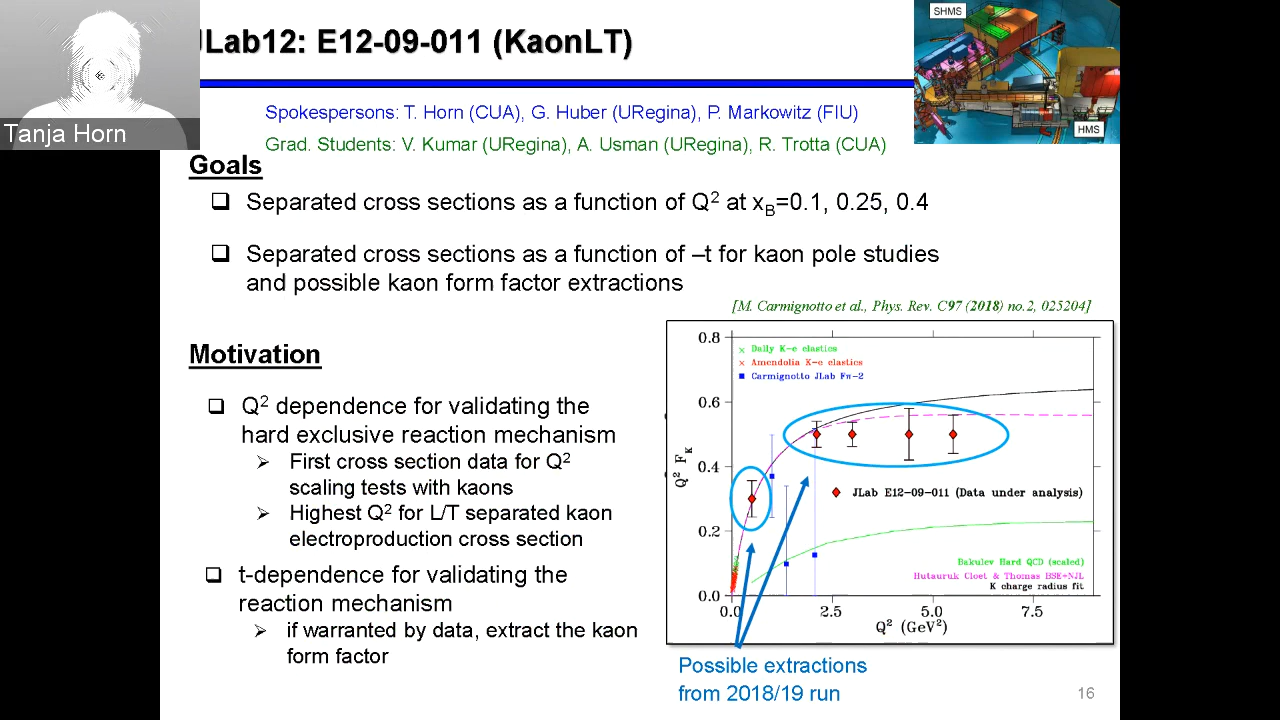 JLab12: E12-09-011 (KaonLT)
SHMS
HMS
Tanja Horn
Spokespersons: T. Horn (CUA), G. Huber (URegina), P. Markowitz (FIU)
Grad. Students: V. Kumar (URegina), A. Usman (URegina), R. Trotta (CUA)
Goals
Separated cross sections as a function of Q² at xB=0.1, 0.25, 0.4
Separated cross sections as a function of –t for kaon pole studies
and possible kaon form factor extractions
[M. Carmignotto et al., Phys. Rev. C97 (2018) no.2, 025204]
Motivation
Q² dependence for validating the
hard exclusive reaction mechanism
First cross section data for Q²
scaling tests with kaons
Highest Q² for L/T separated kaon
electroproduction cross section
t-dependence for validating the
reaction mechanism
if warranted by data, extract the kaon
form factor
0.8
0.6
0.4
0.2
0.0
Q² FK
Dally K-e elastics
Amendolia K-e elastics
Carmignotto JLab Fπ-2
JLab E12-09-011 (Data under analysis)
Bakulev Hard QCD (scaled)
Hutauruk Cloet & Thomas BSE+NJL
K charge radius fit
0.0 2.5 5.0 7.5
Q² (GeV²)
Possible extractions
from 2018/19 run
16